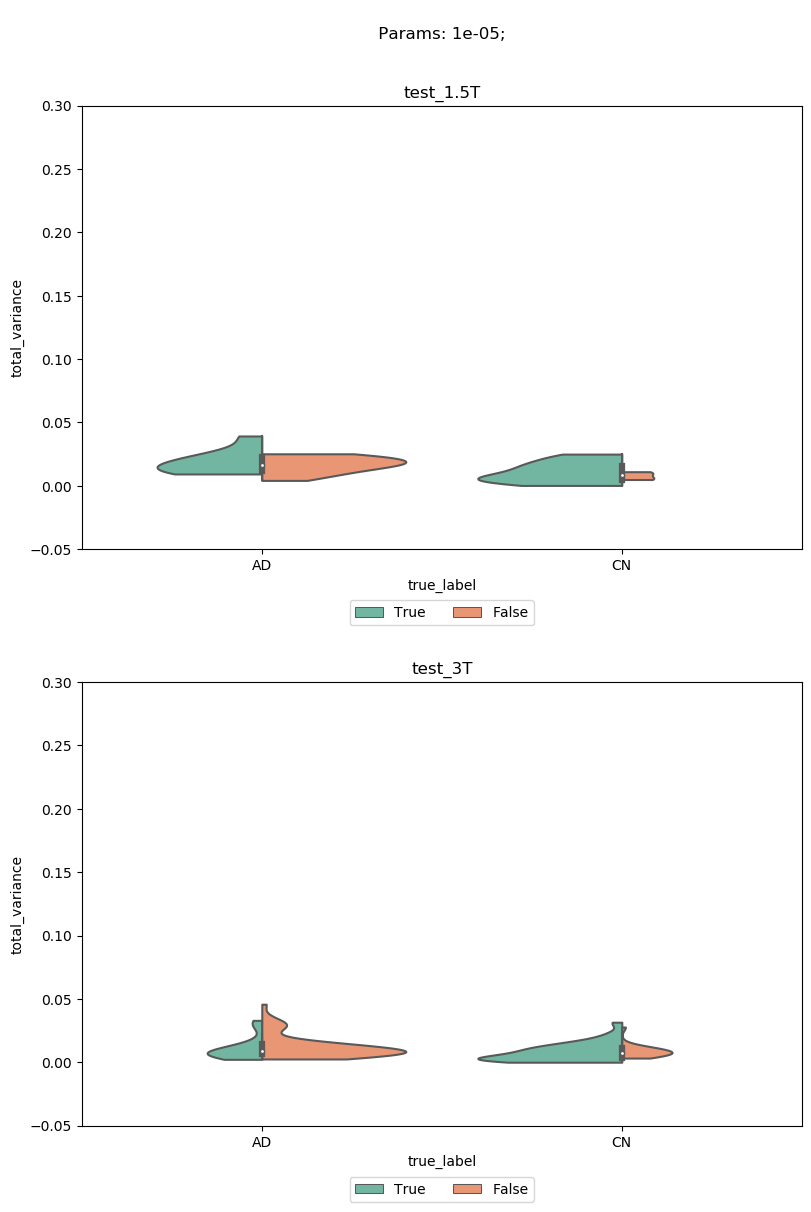 Params: 1e-05;
test_1.5T
0.30
0.25
0.20
0.15
0.10
0.05
0.00
−0.05
total_variance
AD CN
true_label
True False
test_3T
0.30
0.25
0.20
0.15
0.10
0.05
0.00
−0.05
total_variance
AD CN
true_label
True False